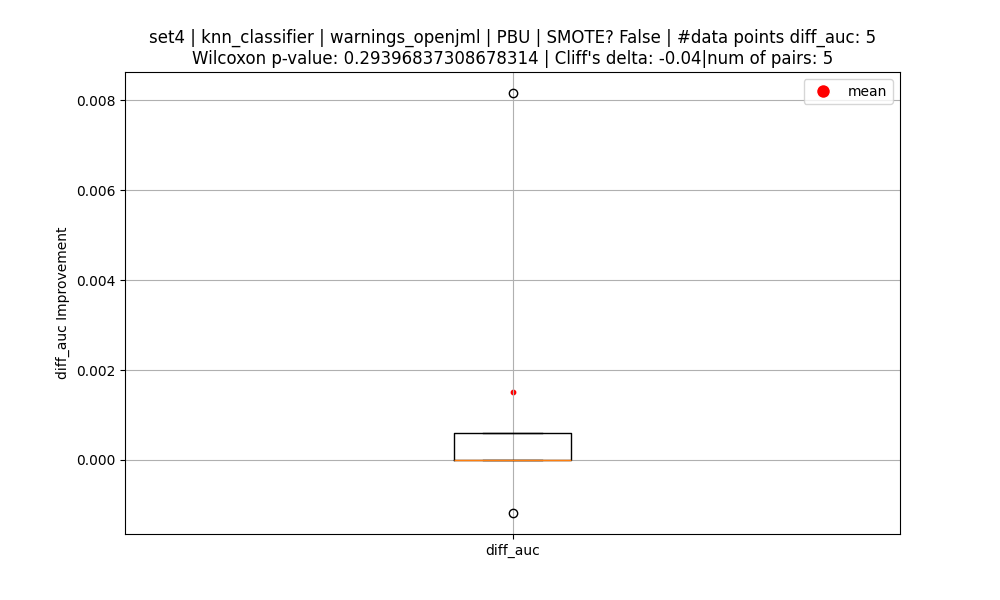 set4 | knn_classifier | warnings_openjml | PBU | SMOTE? False | #data points diff_auc: 5
Wilcoxon p-value: 0.29396837308678314 | Cliff's delta: -0.04|num of pairs: 5
mean
0.008
0.006
0.004
0.002
0.000
diff_auc Improvement
diff_auc